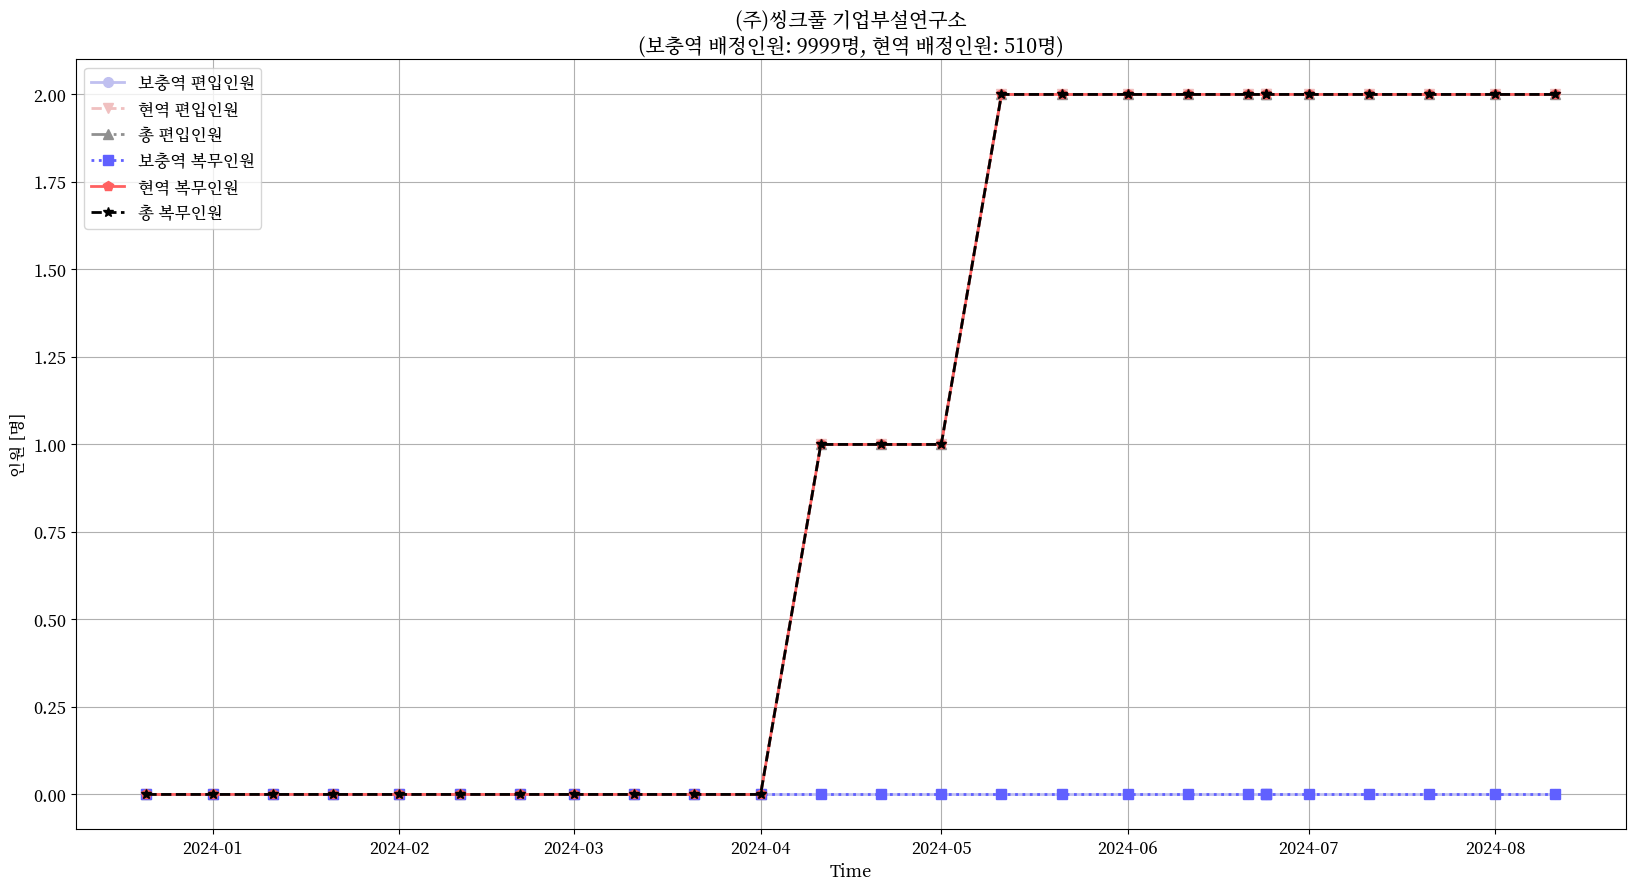 (주)씽크풀 기업부설연구소
(보충역 배정인원: 9999명, 현역 배정인원: 510명)
보충역 편입인원
현역 편입인원
총 편입인원
보충역 복무인원
현역 복무인원
총 복무인원
2.00
1.75
1.50
1.25
1.00
0.75
0.50
0.25
0.00
인원 [명]
2024-01
2024-02
2024-03
2024-04
2024-05
2024-06
2024-07
2024-08
Time